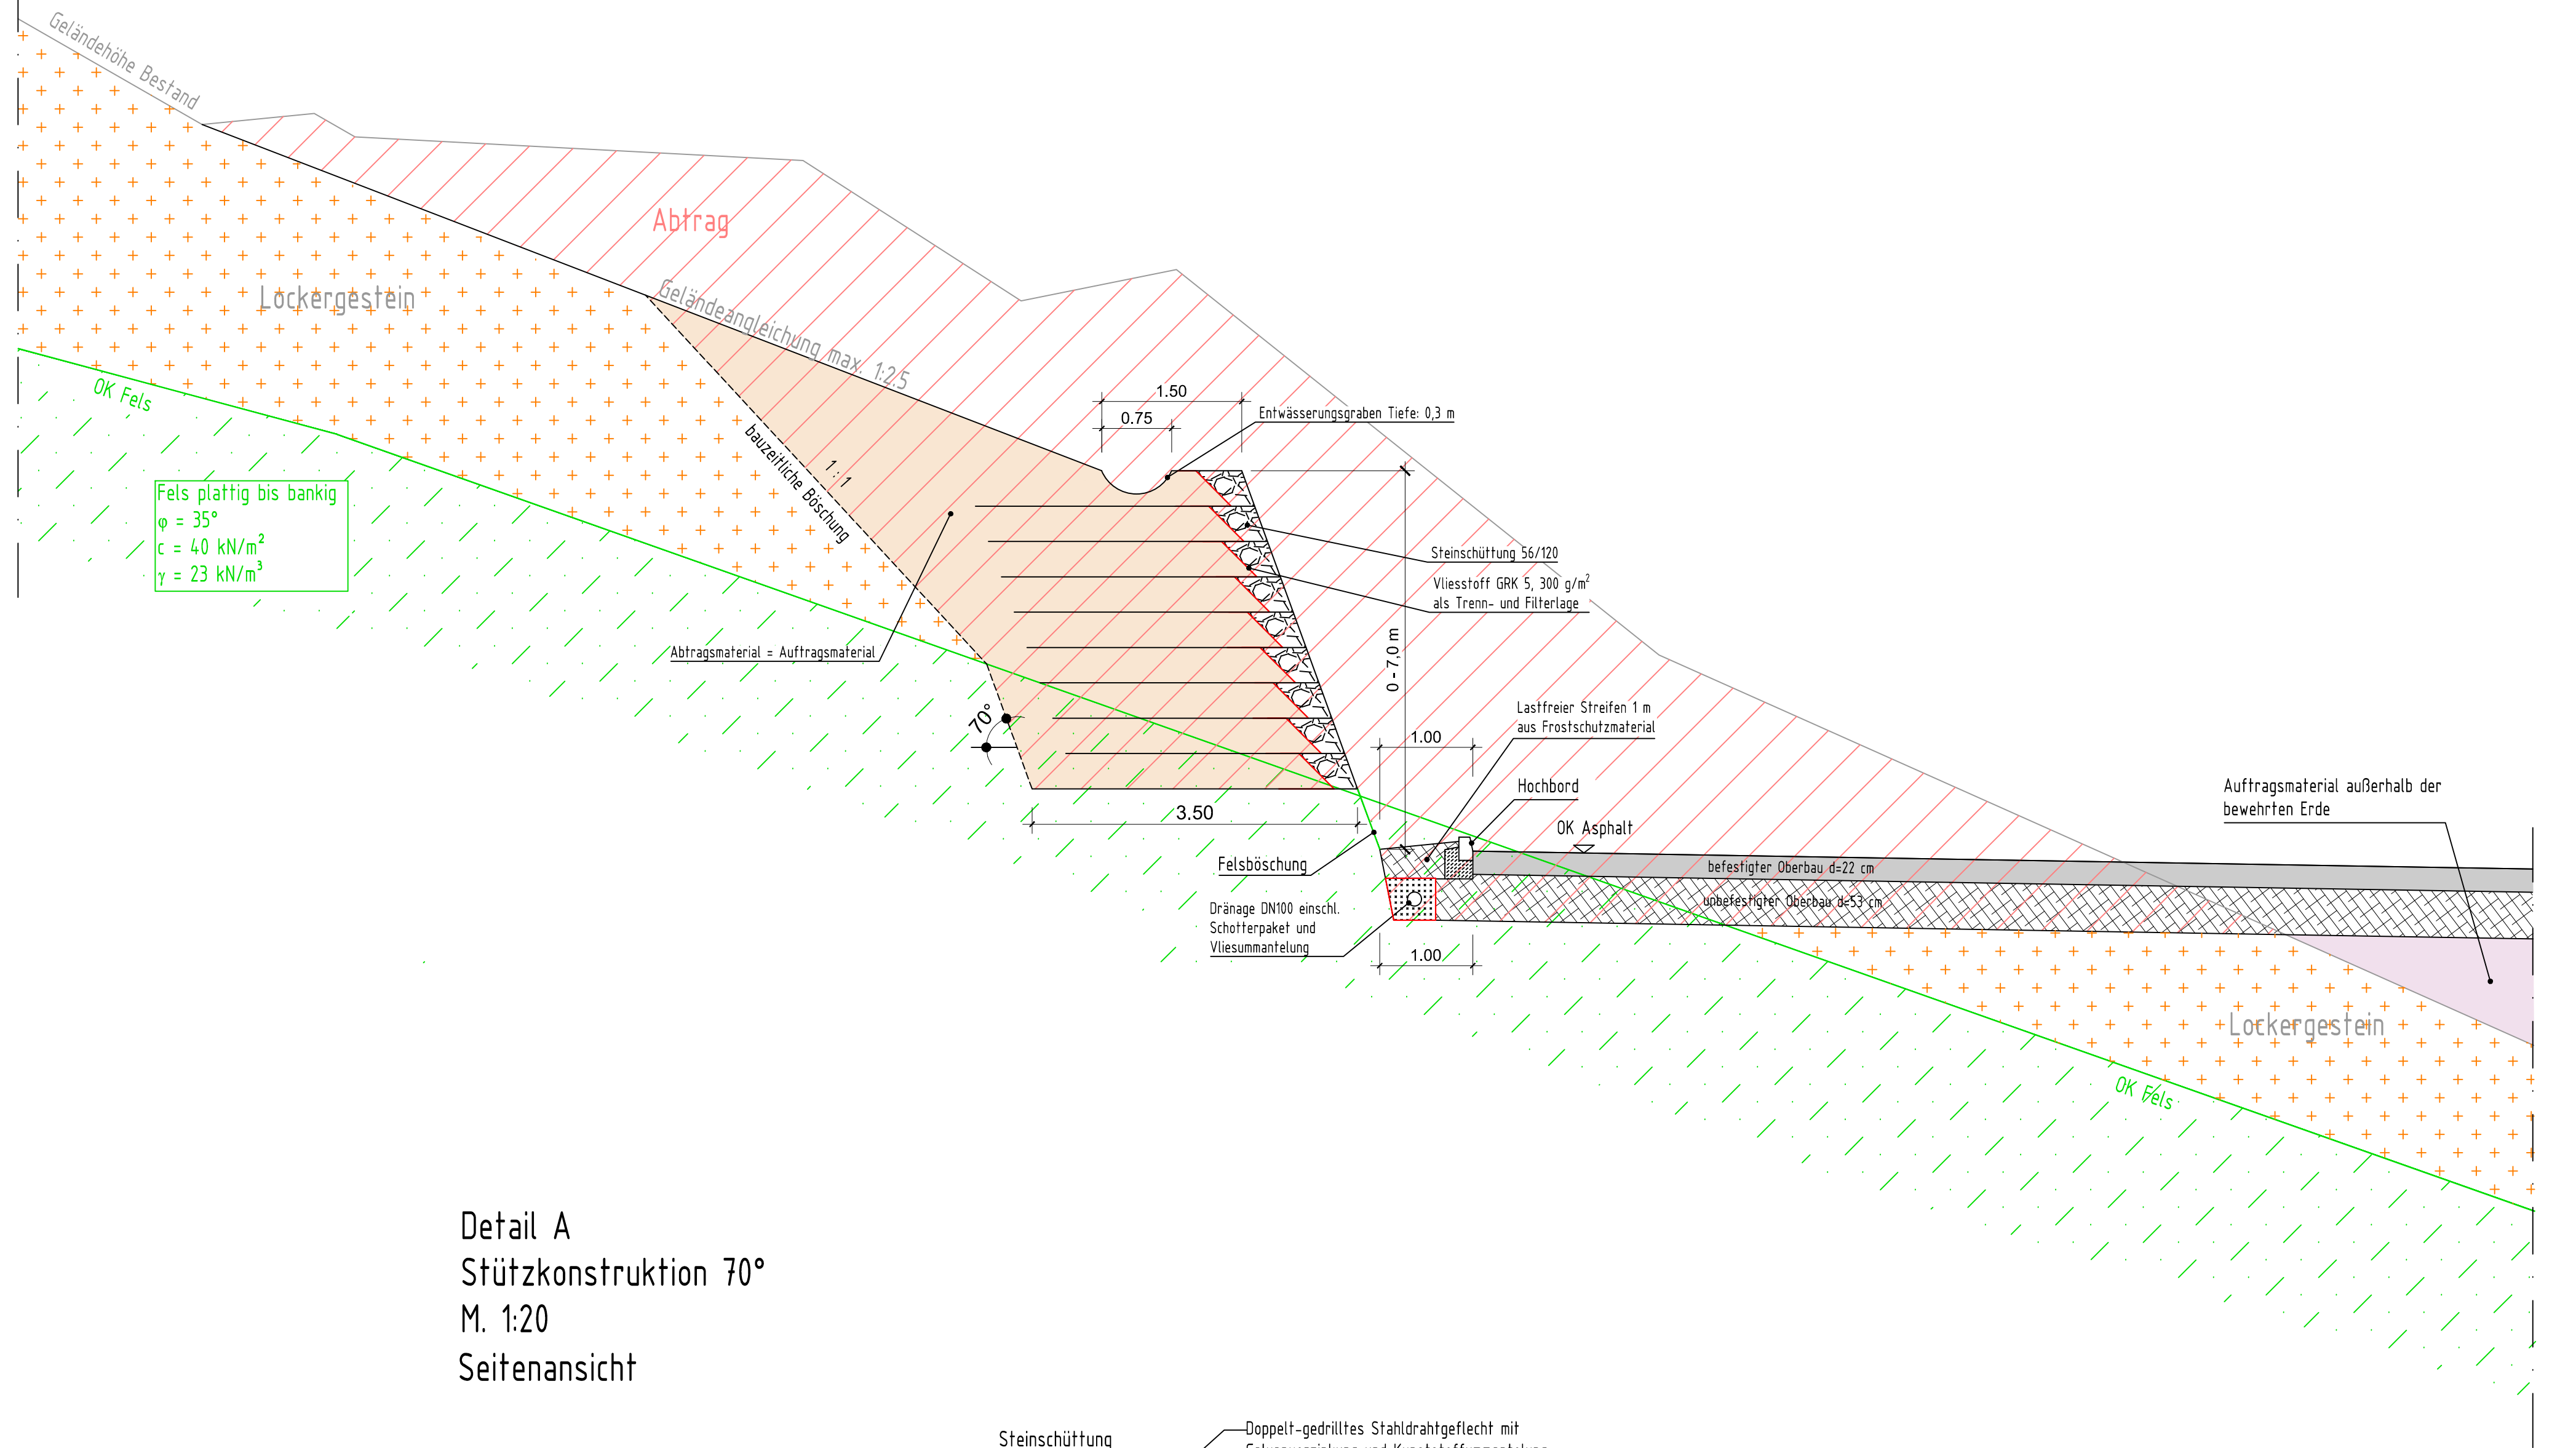 Geländehöhe Bestand
Abtrag
Lockergestein
Geländeangleichung max. 1:2.5
OK Fels
Fels plattig bis bankig
φ = 35°
c = 40 kN/m²
γ = 23 kN/m³
bauzeitliche Böschung
1 : 1
1.50
0.75
Entwässerungsgraben Tiefe: 0,3 m
Steinschüttung 56/120
Vliesstoff GRK 5, 300 g/m²
als Trenn- und Filterlage
Abtragsmaterial = Auftragsmaterial
0 - 7,0 m
70°
Lastfreier Streifen 1 m
aus Frostschutzmaterial
1.00
Hochbord
OK Asphalt
3.50
Felsböschung
befestigter Oberbau d=22 cm
unbefestigter Oberbau d=53 cm
Dränage DN100 einschl.
Schotterpaket und
Vliesummantelung
1.00
Auftragsmaterial außerhalb der
bewehrten Erde
Lockergestein
OK Fels
Detail A
Stützkonstruktion 70°
M. 1:20
Seitenansicht
Steinschüttung
Doppelt-gedrilltes Stahldrahtgeflecht mit